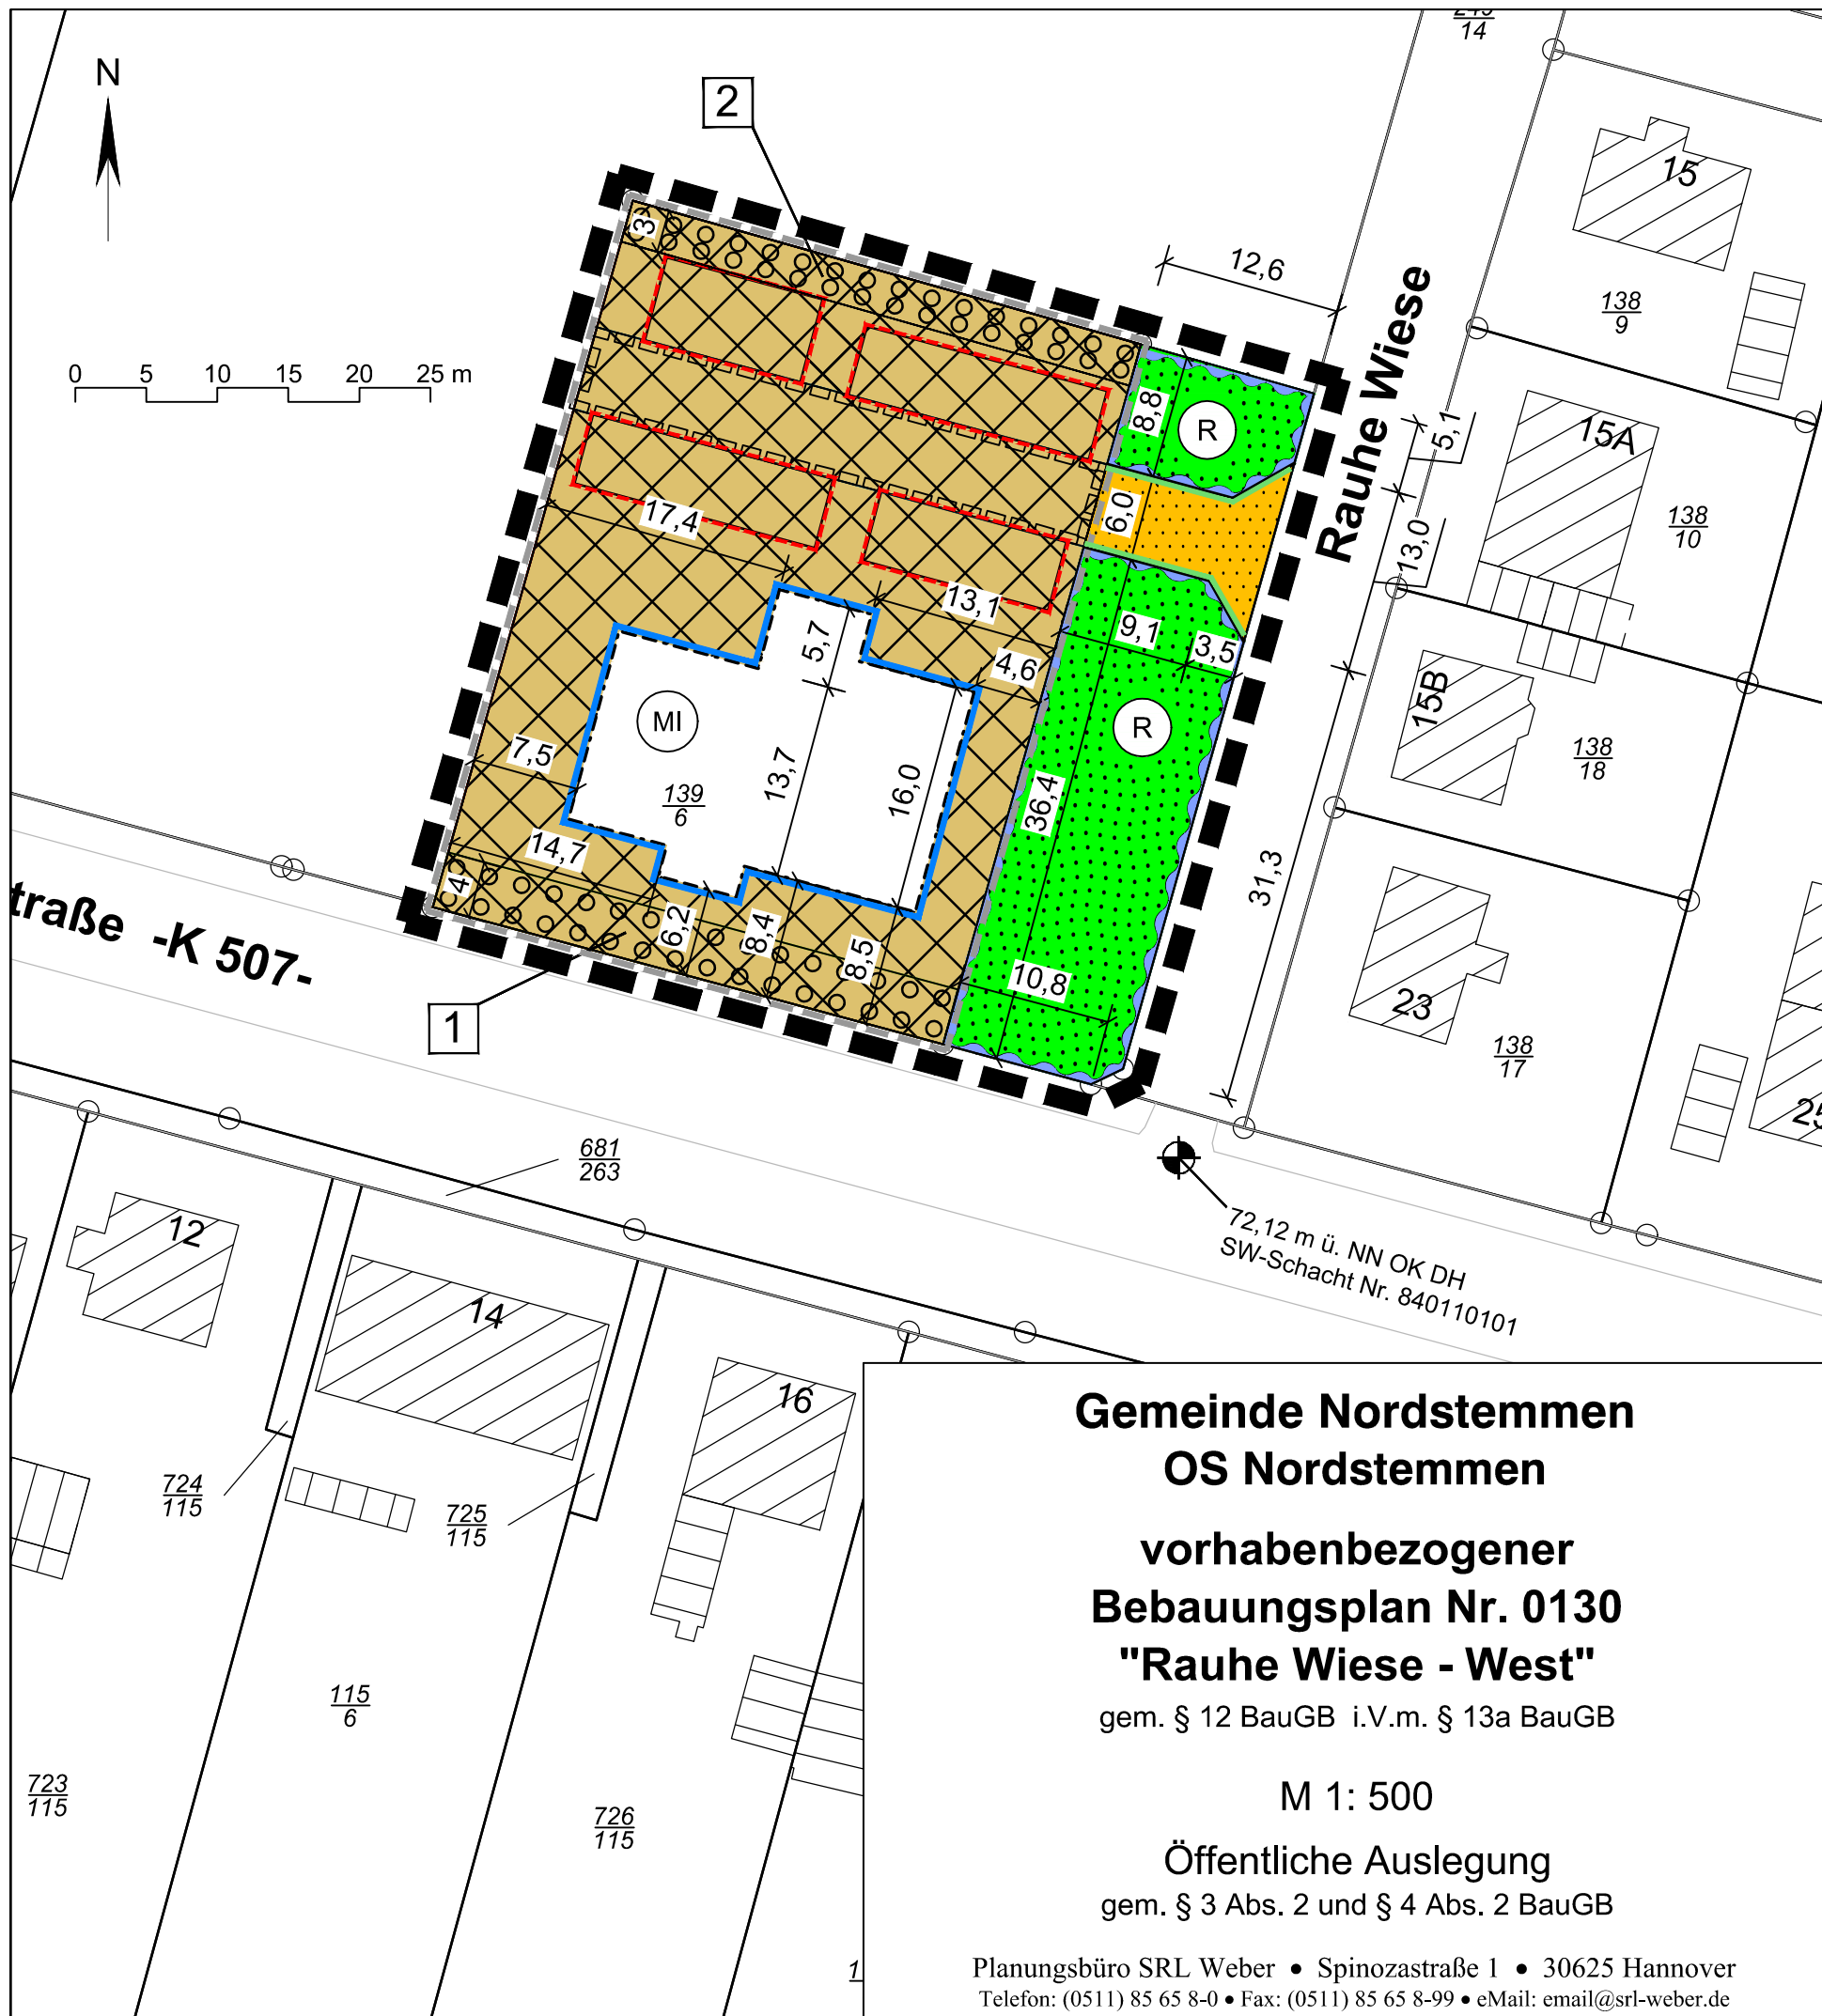 249
14
N
2
15
12,6
138
9
3
Rauhe Wiese
0 5 10 15 20 25 m
8,8
R
5,1
15A
6,0
17,4
13,0
138
10
13,1
9,1
3,5
5,7
4,6
15B
MI
R
7,5
13,7
16,0
138
18
139
6
36,4
14,7
31,3
4
6,2
8,4
8,5
traße -K 507-
10,8
23
1
138
17
25
681
263
72,12 m ü. NN OK DH
SW-Schacht Nr. 840110101
12
14
16
724
115
725
115
115
6
723
115
726
115
1
Gemeinde Nordstemmen
OS Nordstemmen
vorhabenbezogener
Bebauungsplan Nr. 0130
"Rauhe Wiese - West"
gem. § 12 BauGB i.V.m. § 13a BauGB
M 1: 500
Öffentliche Auslegung
gem. § 3 Abs. 2 und § 4 Abs. 2 BauGB
Planungsbüro SRL Weber • Spinozastraße 1 • 30625 Hannover
Telefon: (0511) 85 65 8-0 • Fax: (0511) 85 65 8-99 • eMail: email@srl-weber.de